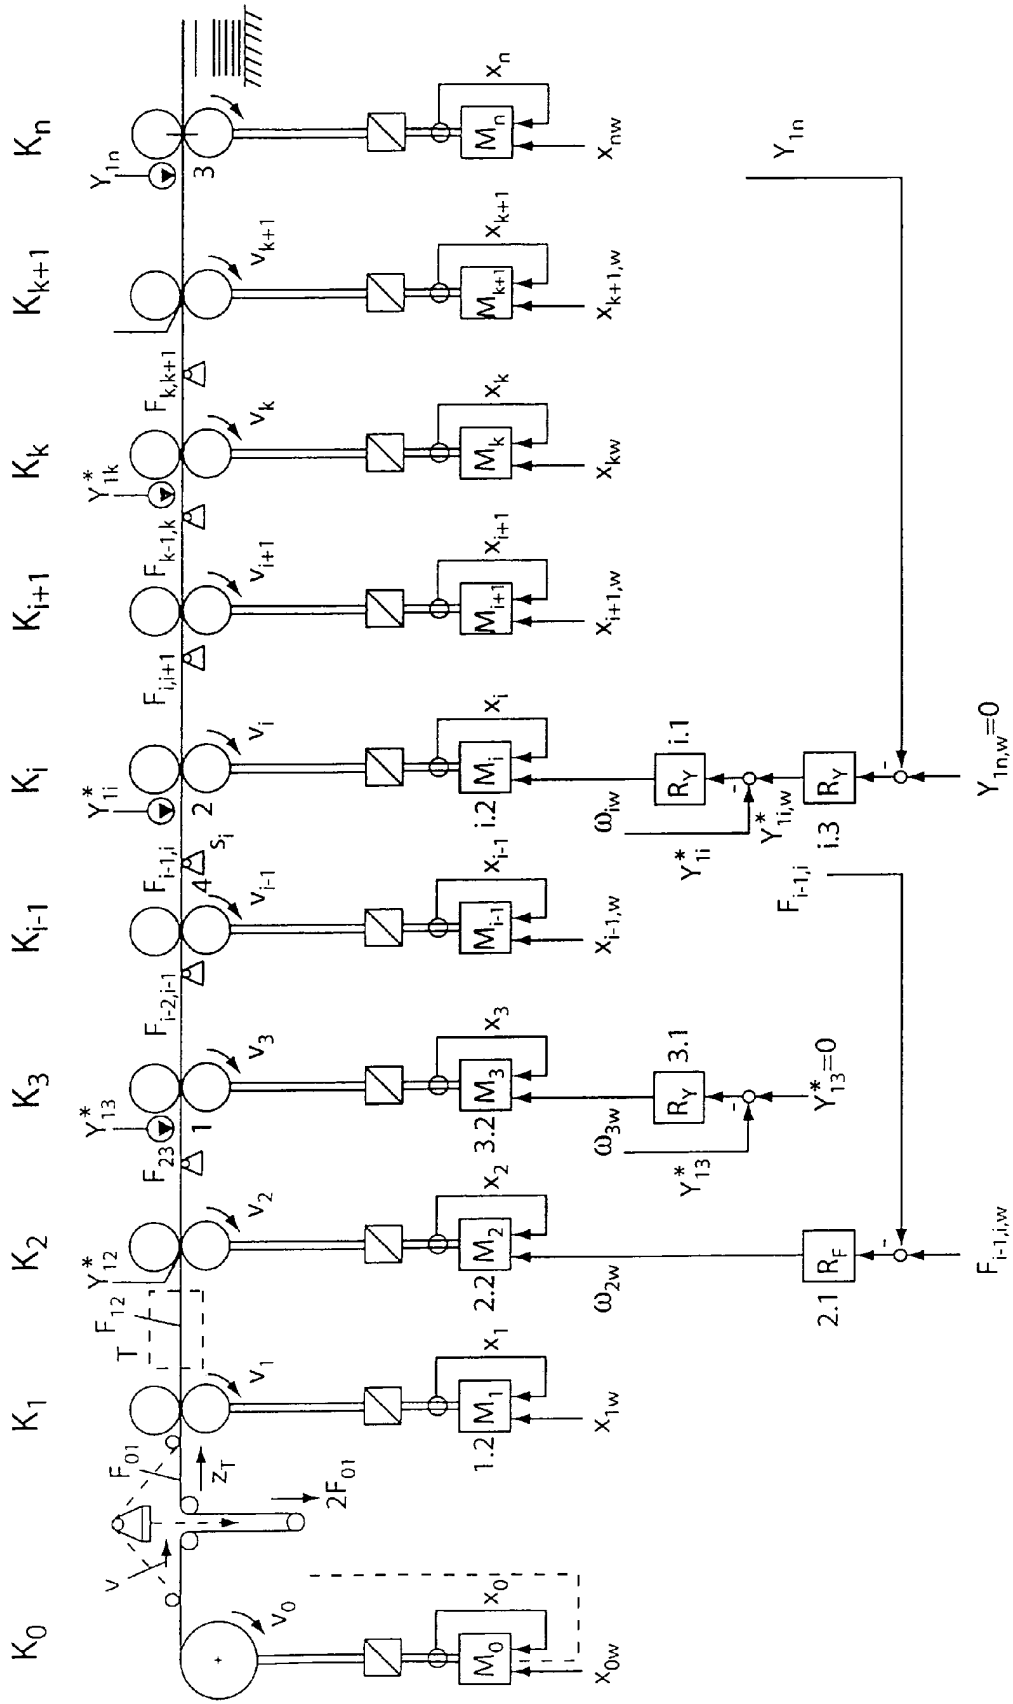 K0 K1 K2 K3 Ki-1 Ki Ki+1 Kk Kk+1 Kn
v F01 T F12 Y*12 F23 Y*13 Fi-2,i-1 Fi-1,i Y*1i Fi,i+1 Fk-1,k Y*1k Fk,k+1 Y1n
zT 1 4 si 2 3
2F01
v0 v1 v2 v3 vi-1 vi vi+1 vk vk+1
x0 x1 x2 x3 xi-1 xi xi+1 xk xk+1 xn
M0 M1 M2 M3 Mi-1 Mi Mi+1 Mk Mk+1 Mn
1.2 2.2 3.2 i.2
x0w x1w ω2w ω3w xi-1,w ωiw xi+1,w xkw xk+1,w xnw
RY 3.1 RY i.1
Y*13 - Y*1i -
Y*13=0 Y*1i,w
Fi-1,i Y1n
2.1 RF i.3 RY
- -
Fi-1,i,w Y1n,w=0